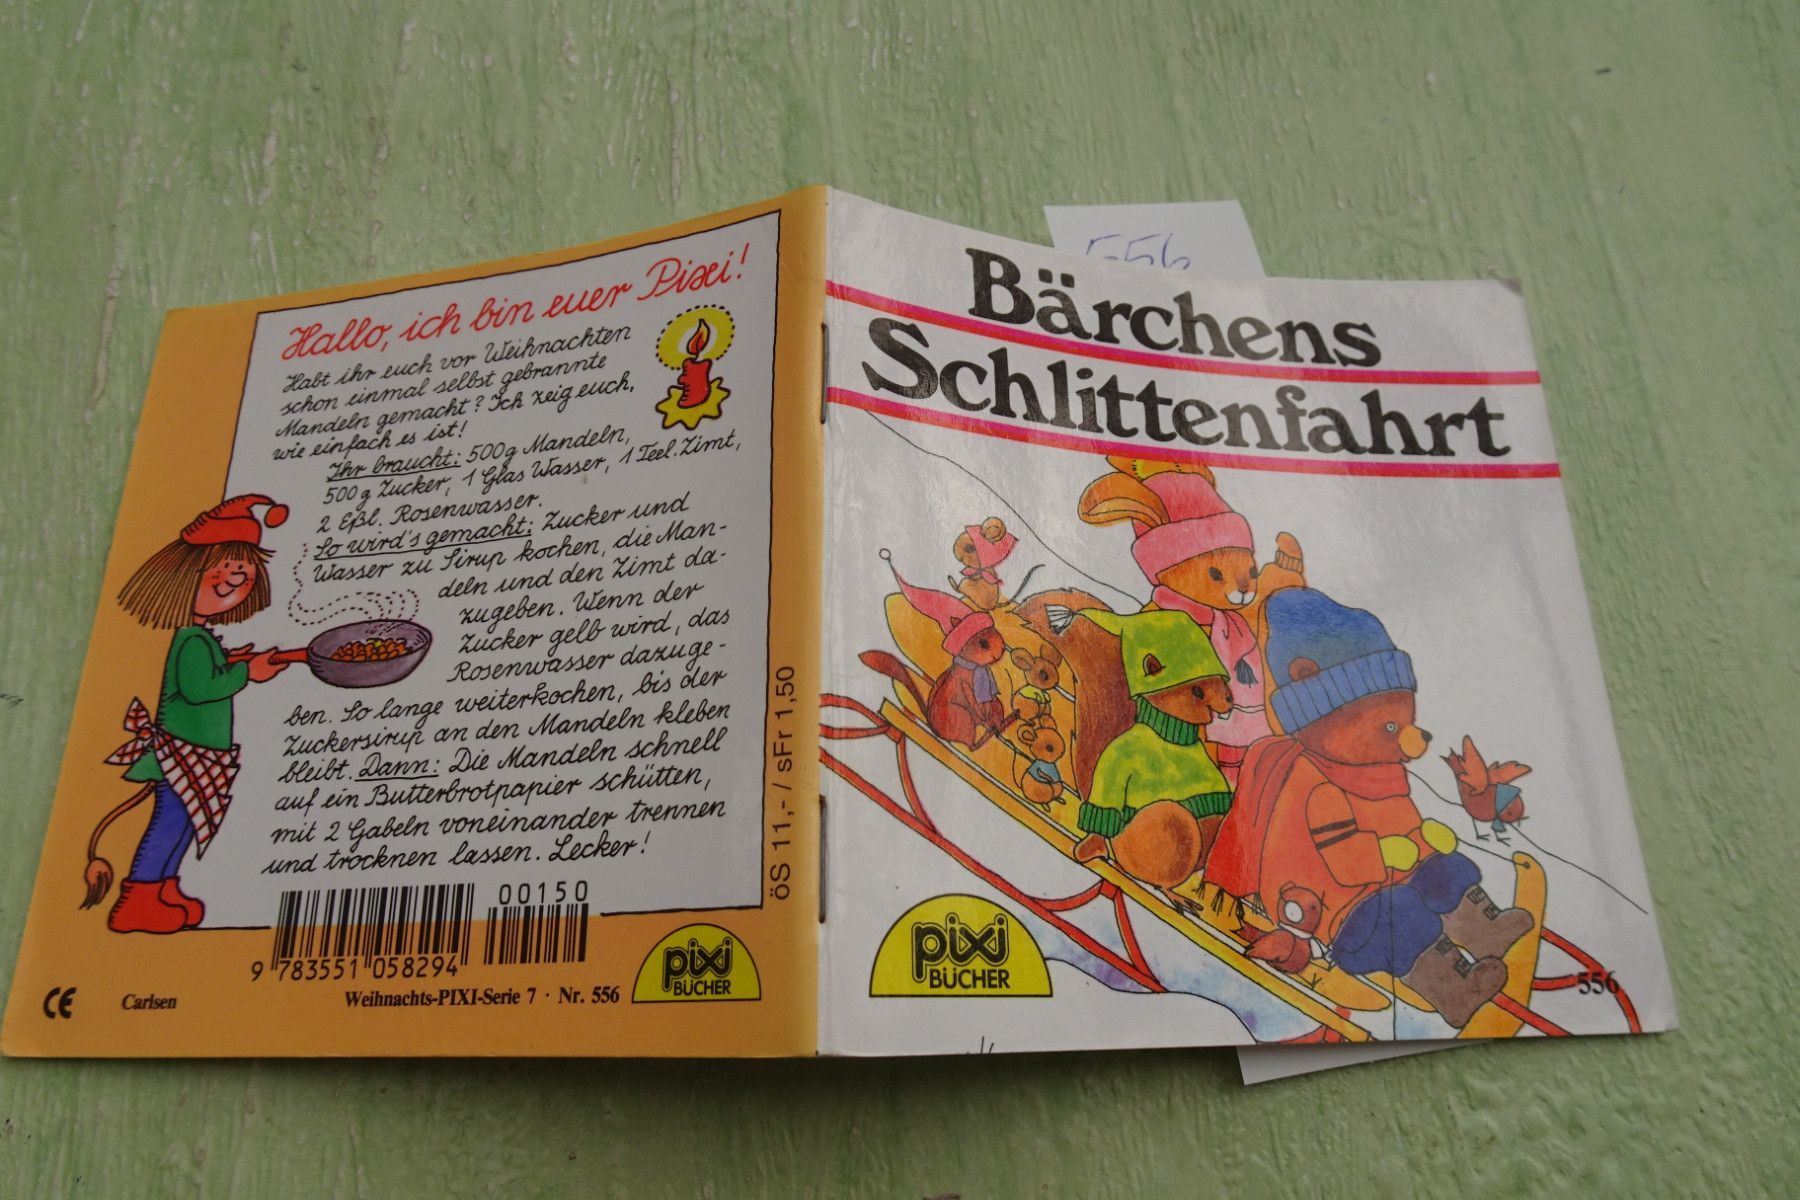 Hallo, ich bin euer Pixi!
Habt ihr euch vor Weihnachten
schon einmal selbst gebrannte
Mandeln gemacht? Ich zeig euch,
wie einfach es ist!
Ihr braucht: 500g Mandeln,
500g Zucker, 1 Glas Wasser, 1 Teel. Zimt,
2 Eßl. Rosenwasser.
So wird's gemacht: Zucker und
Wasser zu Sirup kochen, die Man-
deln und den Zimt da-
zugeben. Wenn der
Zucker gelb wird, das
Rosenwasser dazuge-
ben. So lange weiterkochen, bis der
Zuckersirup an den Mandeln kleben
bleibt. Dann: Die Mandeln schnell
auf ein Butterbrotpapier schütten,
mit 2 Gabeln voneinander trennen
und trocknen lassen. Lecker!
öS 11,- / sFr 1,50
00150
9 783551 058294
CE
Carlsen
Weihnachts-PIXI-Serie 7 · Nr. 556
pixi
BÜCHER
556
Bärchens
Schlittenfahrt
pixi
BÜCHER
556